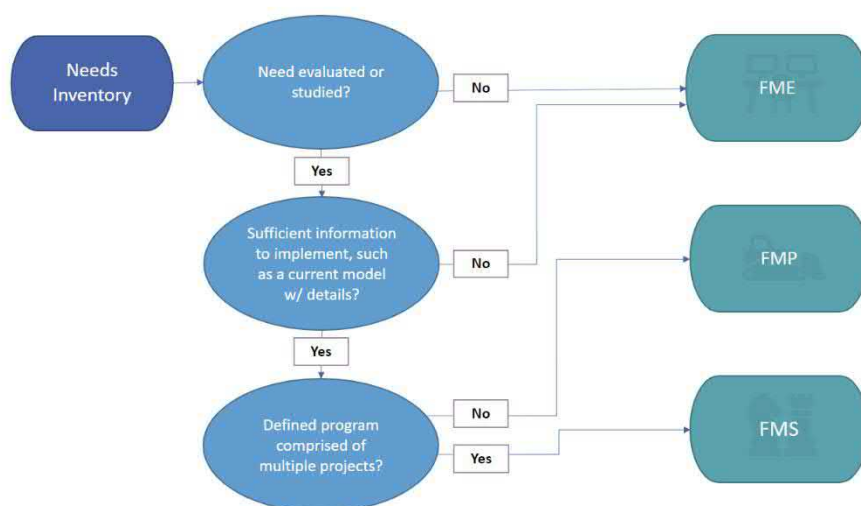 Needs
Inventory
Need evaluated or
studied?
No
FME
Yes
Sufficient information
to implement, such
as a current model
w/ details?
No
FMP
Yes
Defined program
comprised of
multiple projects?
No
Yes
FMS